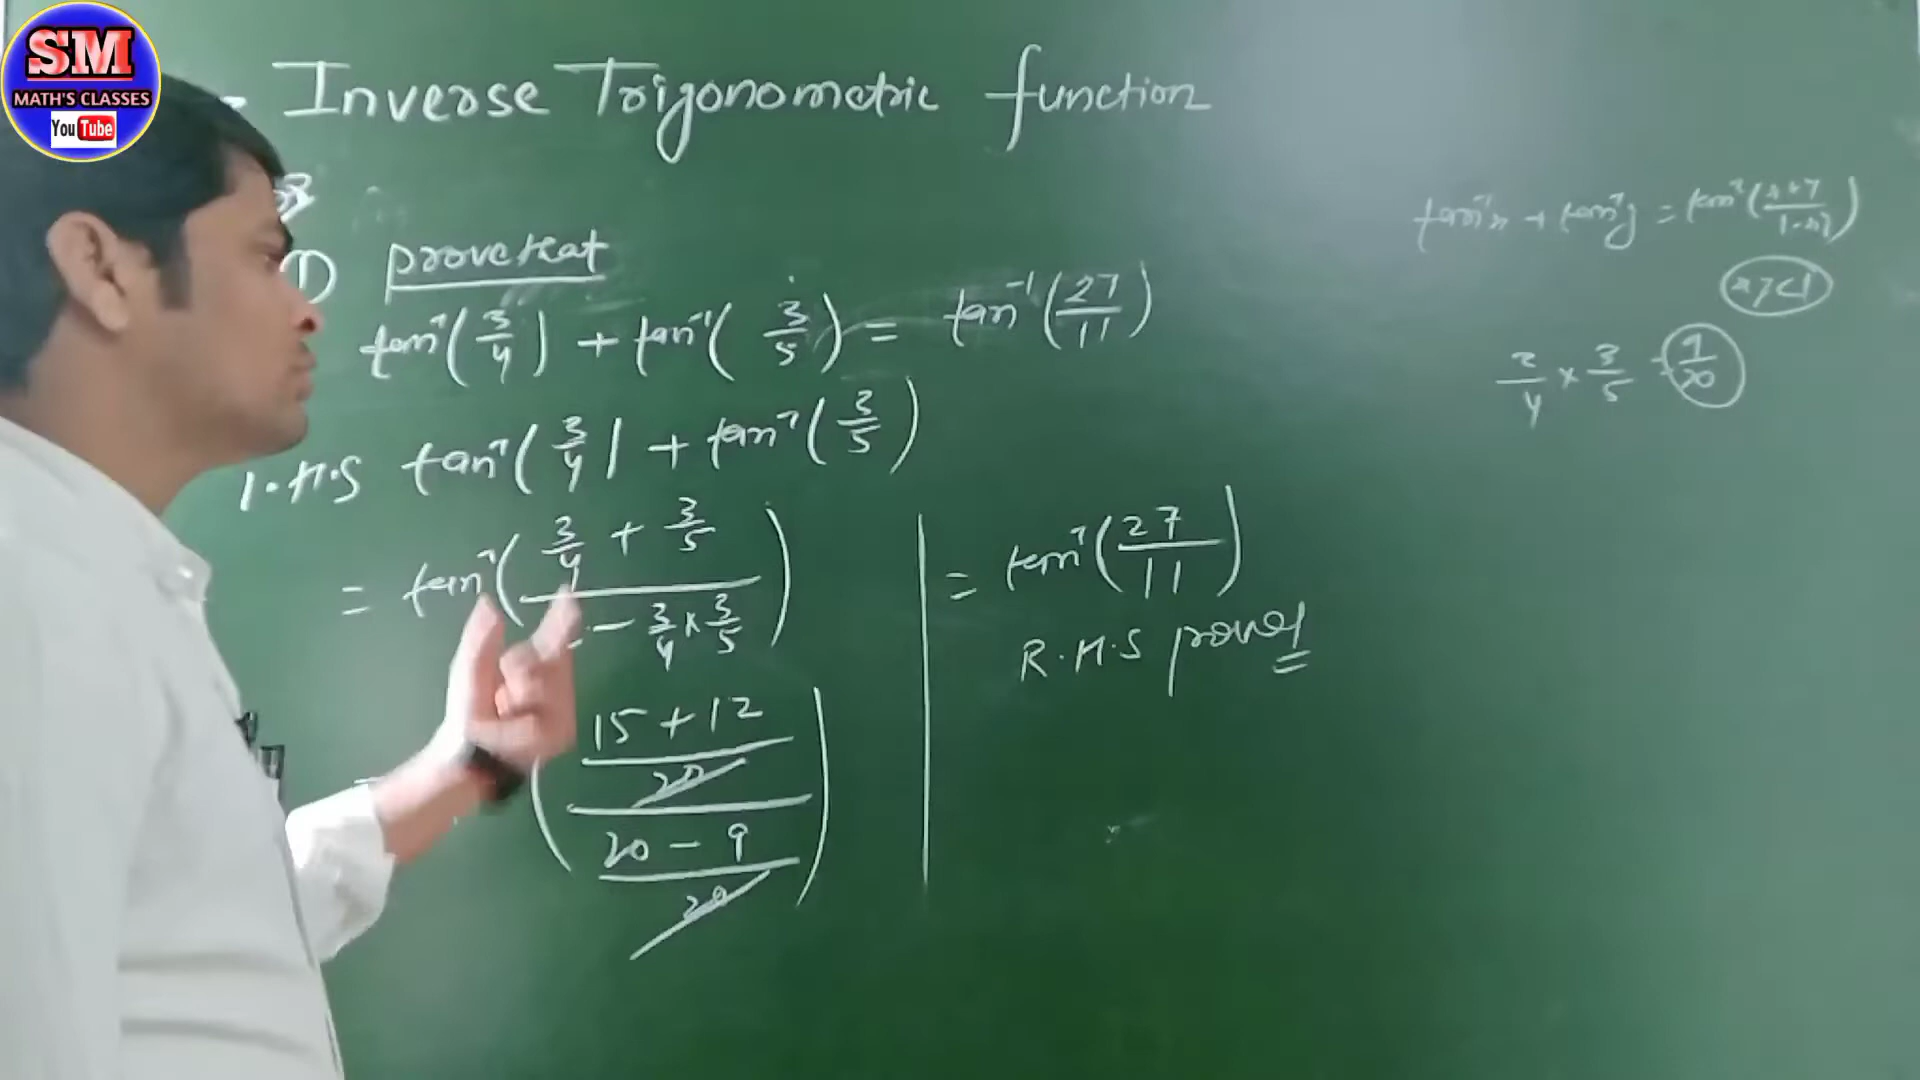 SM
MATH'S CLASSES
YouTube
Inverse Trigonometric function
① prove that
tan⁻¹(3/4) + tan⁻¹(3/5) = tan⁻¹(27/11)
L.H.S tan⁻¹(3/4) + tan⁻¹(3/5)
= tan⁻¹((3/4 + 3/5)/( - 3/4 × 3/5))
((15 + 12)/20)/((20 - 9)/20)
= tan⁻¹(27/11)
R.H.S proved
tan⁻¹x + tan⁻¹y = tan⁻¹((x+y)/(1-xy))
xy<1
3/4 × 3/5 = 9/20